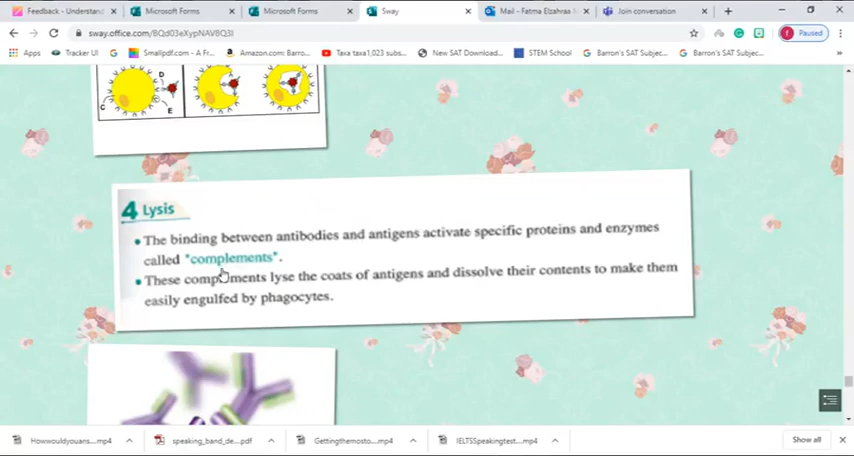 Feedback - Understand
Microsoft Forms
Microsoft Forms
Sway
Mail - Fatma Elzahraa
Join conversation
sway.office.com/8Qd03eXypNAV8Q3I
Paused
Apps
Tracker UI
Smallpdf.com - A Fr...
Amazon.com: Barro...
Taxa taxa1,023 subs...
New SAT Download...
STEM School
Barron's SAT Subjec...
Barron's SAT Subjec...
D
C
E
4 Lysis
• The binding between antibodies and antigens activate specific proteins and enzymes
called "complements".
• These complements lyse the coats of antigens and dissolve their contents to make them
easily engulfed by phagocytes.
Howwouldyouans....mp4
speaking_band_de....pdf
Gettingthemosto....mp4
IELTSSpeakingtest....mp4
Show all